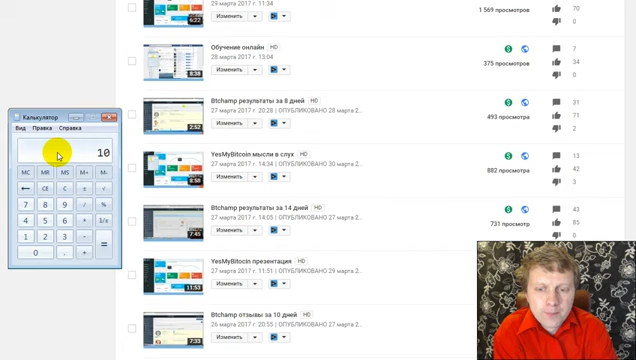 29 марта 2017 г. 11:34
Изменить
6:22
1 569 просмотров
70
0
Обучение онлайн HD
28 марта 2017 г. 13:04
Изменить
8:38
375 просмотров
7
34
0
Btchamp результаты за 8 дней HD
27 марта 2017 г. 20:28 | ОПУБЛИКОВАНО 28 марта 2...
Изменить
2:52
493 просмотра
31
71
2
YesMyBitcoin мысли в слух HD
27 марта 2017 г. 14:27 | ОПУБЛИКОВАНО 30 марта 2...
Изменить
8:56
882 просмотра
13
42
3
Btchamp результаты за 14 дней HD
27 марта 2017 г. 14:05 | ОПУБЛИКОВАНО 27 марта 2...
Изменить
7:45
731 просмотр
43
85
0
YesMyBitcoin презентация HD
27 марта 2017 г. 11:51 | ОПУБЛИКОВАНО 29 марта 2...
Изменить
11:53
Btchamp отзывы за 10 дней HD
26 марта 2017 г. 20:55 | ОПУБЛИКОВАНО 27 марта 2...
Изменить
7:33
Калькулятор
Вид Правка Справка
10
MC MR MS M+ M-
← CE C ± √
7 8 9 / %
4 5 6 * 1/x
1 2 3 - =
0 , +